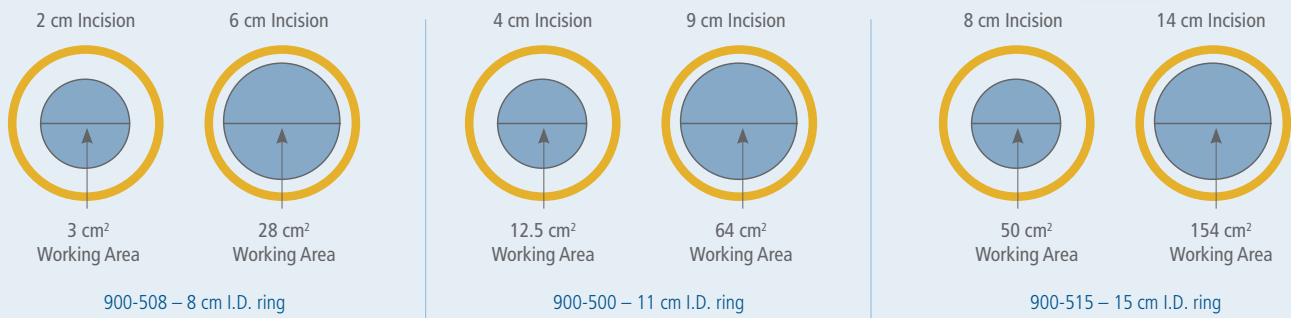 2 cm Incision
6 cm Incision
3 cm²
Working Area
28 cm²
Working Area
900-508 – 8 cm I.D. ring
4 cm Incision
9 cm Incision
12.5 cm²
Working Area
64 cm²
Working Area
900-500 – 11 cm I.D. ring
8 cm Incision
14 cm Incision
50 cm²
Working Area
154 cm²
Working Area
900-515 – 15 cm I.D. ring